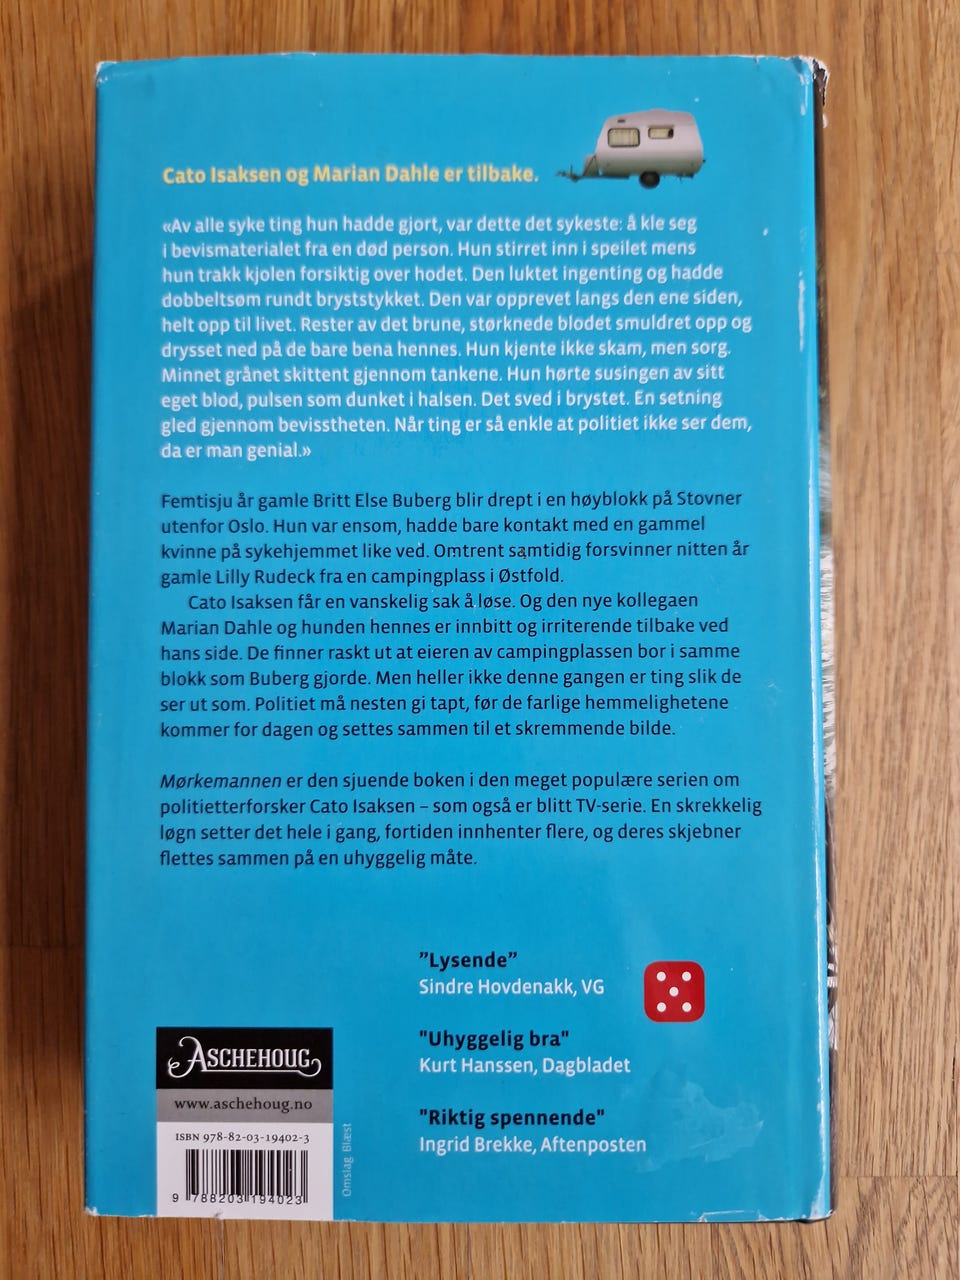 Cato Isaksen og Marian Dahle er tilbake.
«Av alle syke ting hun hadde gjort, var dette det sykeste: å kle seg
i bevismaterialet fra en død person. Hun stirret inn i speilet mens
hun trakk kjolen forsiktig over hodet. Den luktet ingenting og hadde
dobbeltsøm rundt bryststykket. Den var opprevet langs den ene siden,
helt opp til livet. Rester av det brune, størknede blodet smuldret opp og
drysset ned på de bare bena hennes. Hun kjente ikke skam, men sorg.
Minnet grånet skittent gjennom tankene. Hun hørte susingen av sitt
eget blod, pulsen som dunket i halsen. Det sved i brystet. En setning
gled gjennom bevisstheten. Når ting er så enkle at politiet ikke ser dem,
da er man genial.»
Femtisju år gamle Britt Else Buberg blir drept i en høyblokk på Stovner
utenfor Oslo. Hun var ensom, hadde bare kontakt med en gammel
kvinne på sykehjemmet like ved. Omtrent samtidig forsvinner nitten år
gamle Lilly Rudeck fra en campingplass i Østfold.
Cato Isaksen får en vanskelig sak å løse. Og den nye kollegaen
Marian Dahle og hunden hennes er innbitt og irriterende tilbake ved
hans side. De finner raskt ut at eieren av campingplassen bor i samme
blokk som Buberg gjorde. Men heller ikke denne gangen er ting slik de
ser ut som. Politiet må nesten gi tapt, før de farlige hemmelighetene
kommer for dagen og settes sammen til et skremmende bilde.
Mørkemannen er den sjuende boken i den meget populære serien om
politietterforsker Cato Isaksen – som også er blitt TV-serie. En skrekkelig
løgn setter det hele i gang, fortiden innhenter flere, og deres skjebner
flettes sammen på en uhyggelig måte.
”Lysende”
Sindre Hovdenakk, VG
"Uhyggelig bra"
Kurt Hanssen, Dagbladet
"Riktig spennende"
Ingrid Brekke, Aftenposten
ASCHEHOUG
www.aschehoug.no
ISBN 978-82-03-19402-3
9 788203 194023
Omslag Blæst